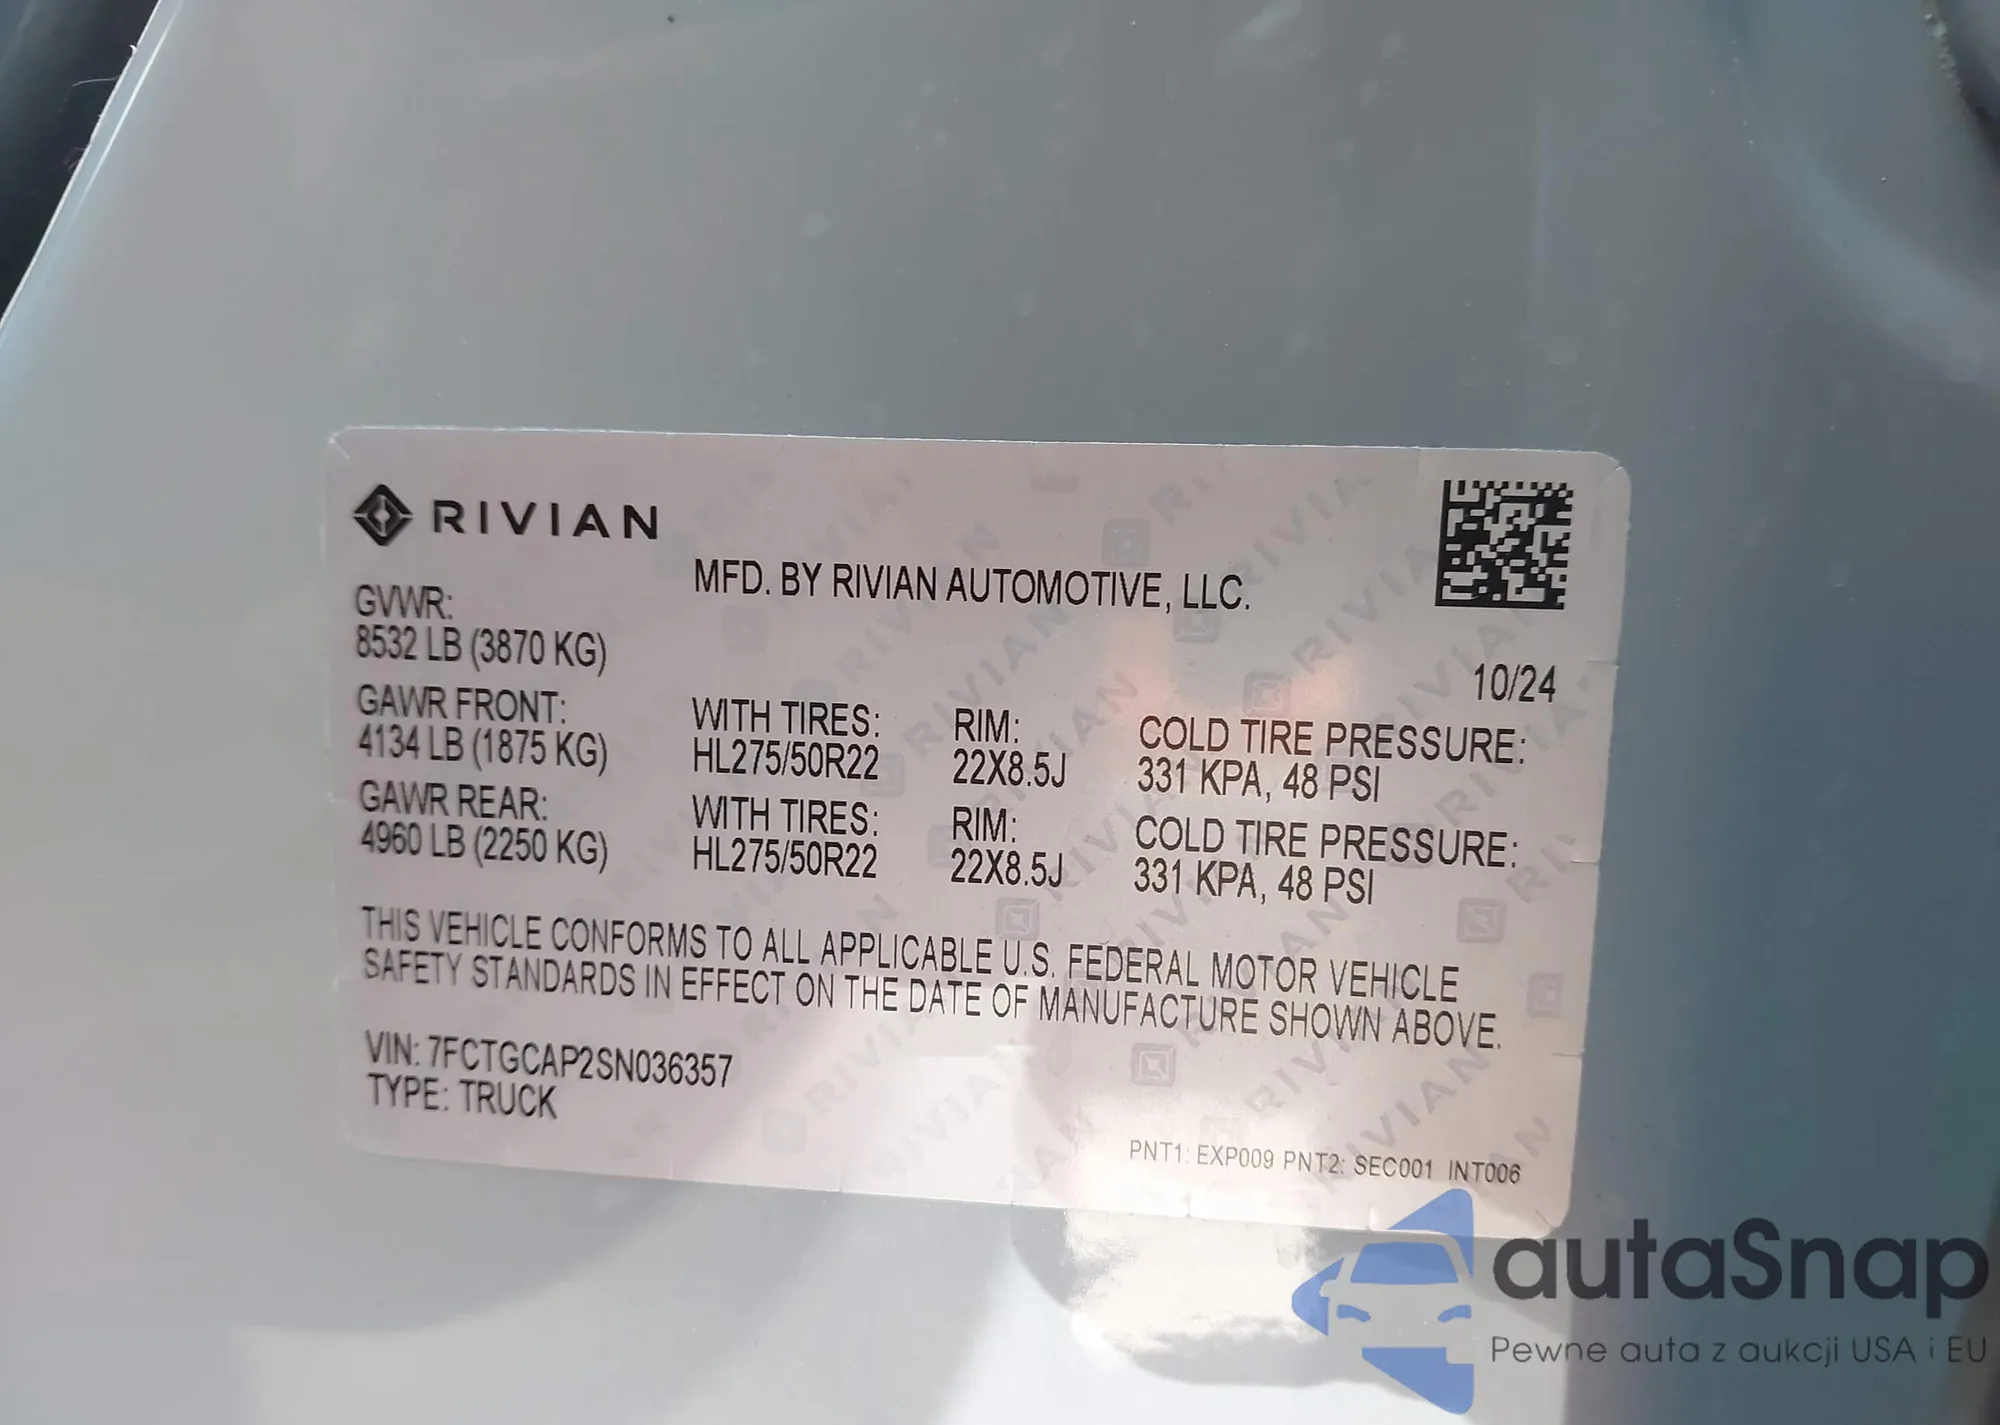 RIVIAN
MFD. BY RIVIAN AUTOMOTIVE, LLC.
GVWR:
8532 LB (3870 KG)
10/24
GAWR FRONT: WITH TIRES: RIM: COLD TIRE PRESSURE:
4134 LB (1875 KG) HL275/50R22 22X8.5J 331 KPA, 48 PSI
GAWR REAR: WITH TIRES: RIM: COLD TIRE PRESSURE:
4960 LB (2250 KG) HL275/50R22 22X8.5J 331 KPA, 48 PSI
THIS VEHICLE CONFORMS TO ALL APPLICABLE U.S. FEDERAL MOTOR VEHICLE
SAFETY STANDARDS IN EFFECT ON THE DATE OF MANUFACTURE SHOWN ABOVE.
VIN: 7FCTGCAP2SN036357
TYPE: TRUCK
PNT1: EXP009 PNT2: SEC001 INT006
autaSnap
Pewne auta z aukcji USA i EU